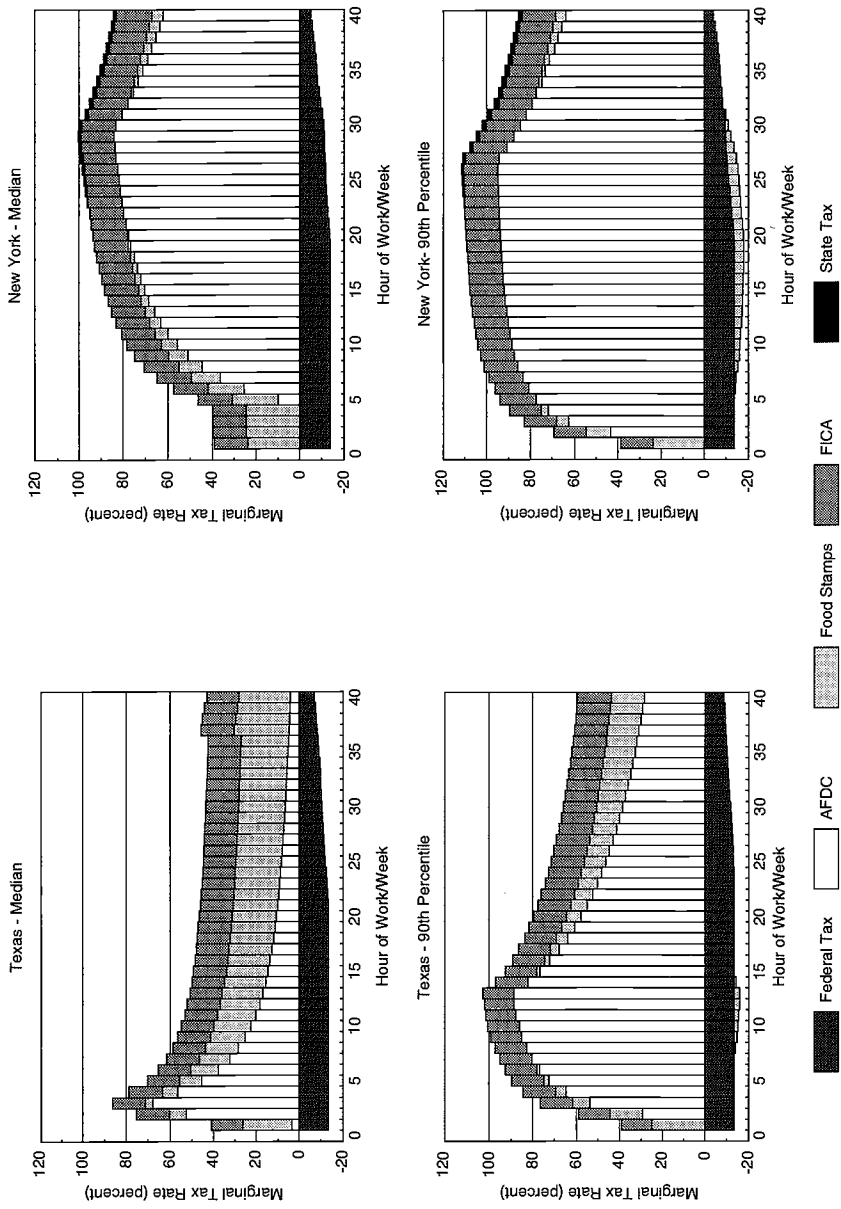 Texas - Median
120
100
80
60
40
20
0
-20
Marginal Tax Rate (percent)
0 5 10 15 20 25 30 35 40
Hour of Work/Week
New York - Median
120
100
80
60
40
20
0
-20
Marginal Tax Rate (percent)
0 5 10 15 20 25 30 35 40
Hour of Work/Week
Texas - 90th Percentile
100
80
60
40
20
0
-20
Marginal Tax Rate (percent)
0 5 10 15 20 25 30 35 40
Hour of Work/Week
New York- 90th Percentile
120
100
80
60
40
20
0
-20
Marginal Tax Rate (percent)
0 5 10 15 20 25 30 35 40
Hour of Work/Week
Federal Tax AFDC Food Stamps FICA State Tax